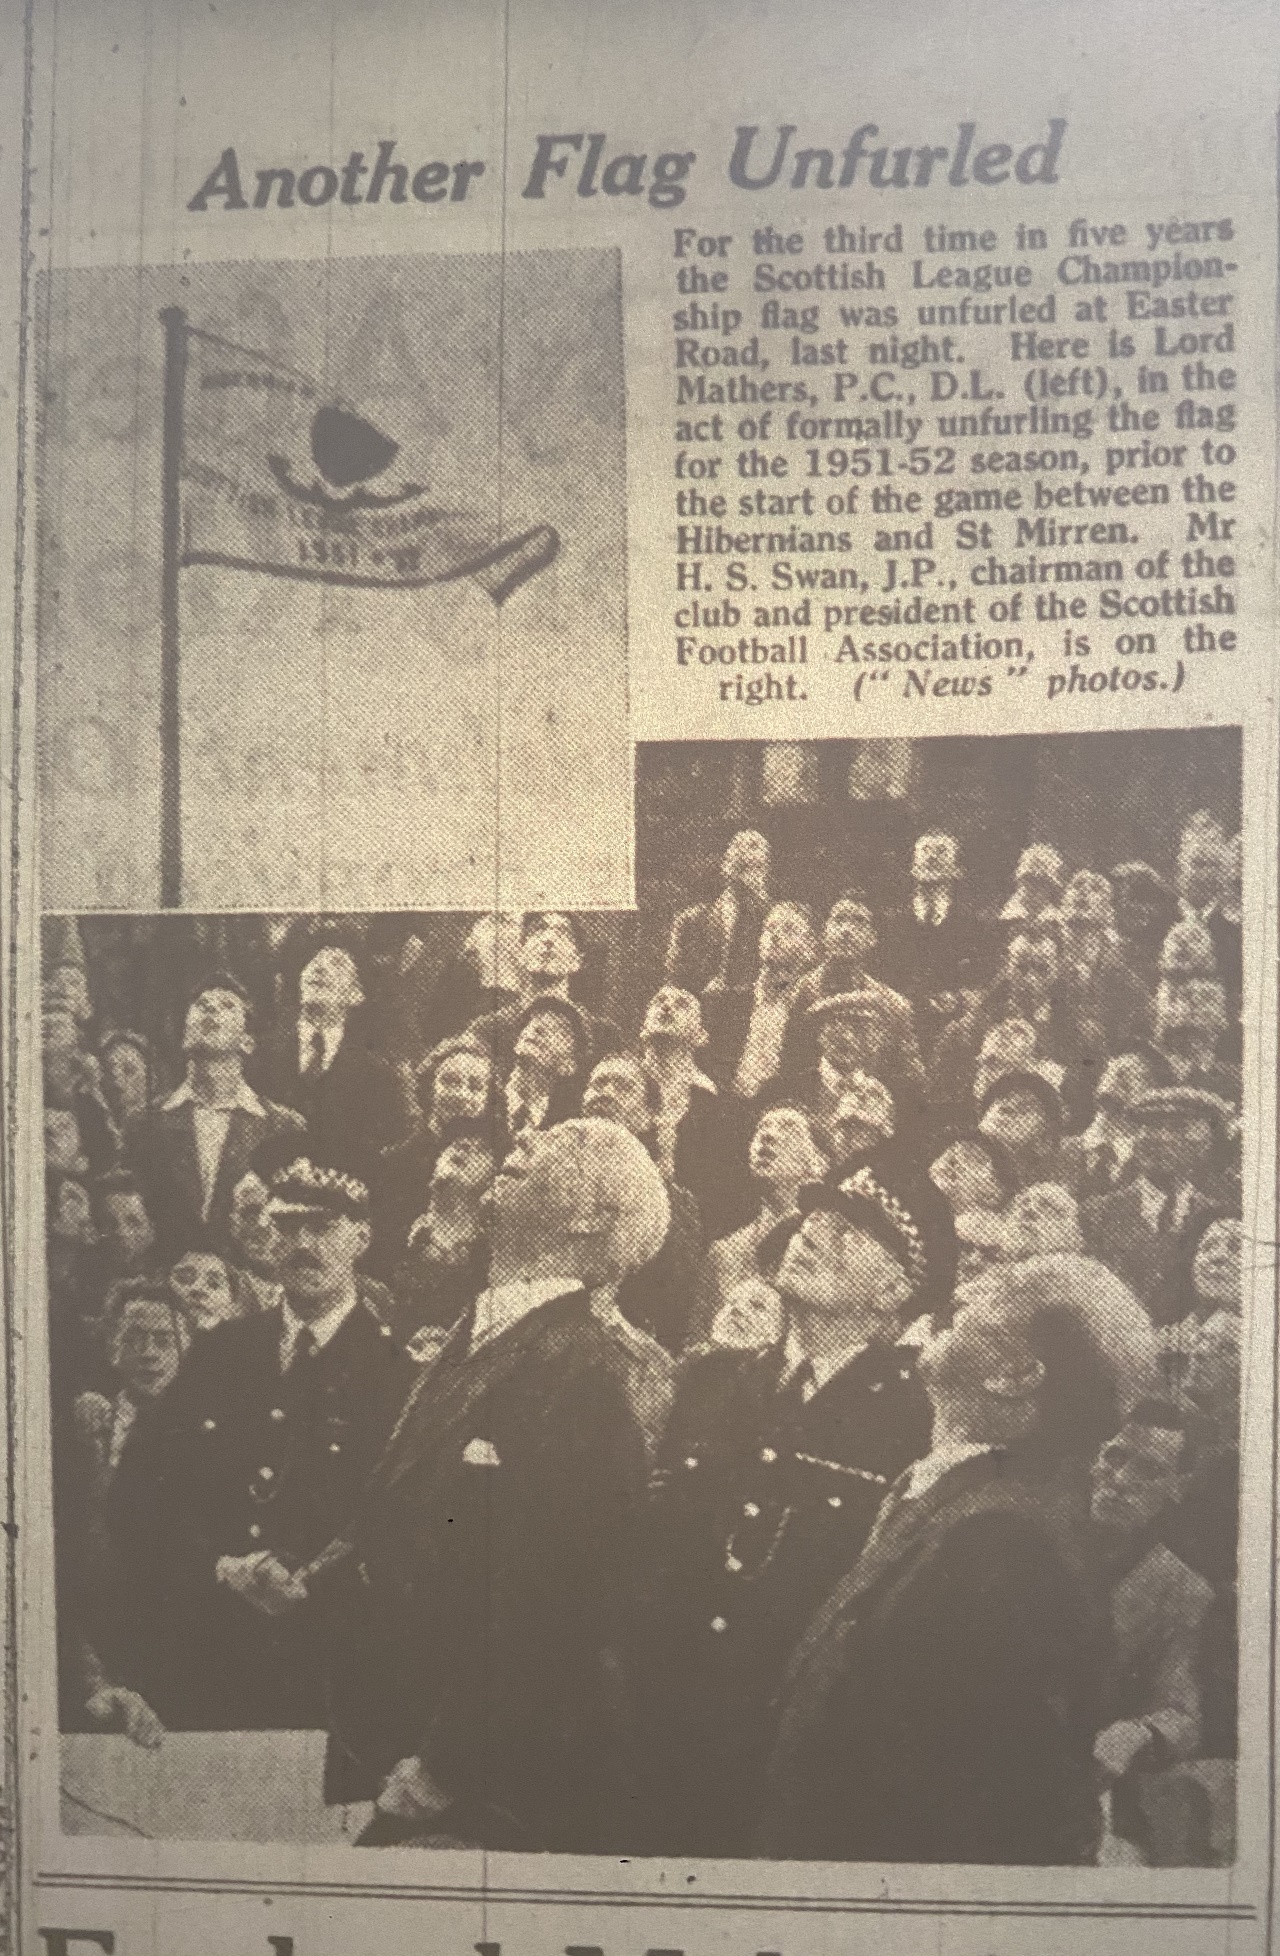 Another Flag Unfurled
For the third time in five years
the Scottish League Champion-
ship flag was unfurled at Easter
Road, last night. Here is Lord
Mathers, P.C., D.L. (left), in the
act of formally unfurling the flag
for the 1951-52 season, prior to
the start of the game between the
Hibernians and St Mirren. Mr
H. S. Swan, J.P., chairman of the
club and president of the Scottish
Football Association, is on the
right. (" News " photos.)
LEAGUE